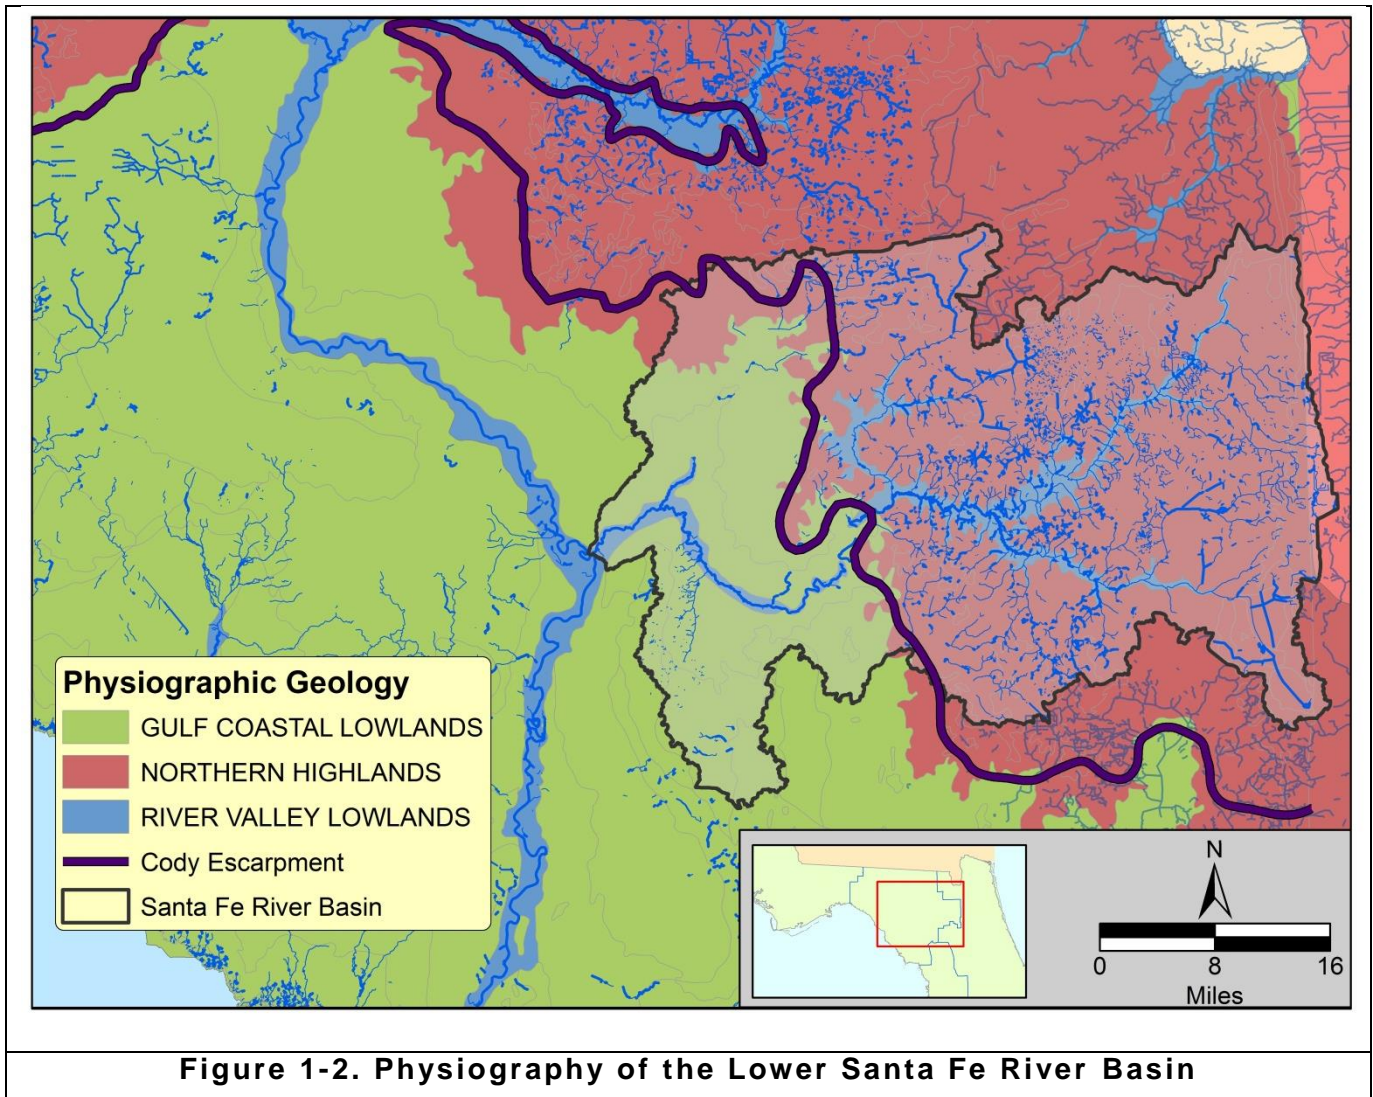 Physiographic Geology
GULF COASTAL LOWLANDS
NORTHERN HIGHLANDS
RIVER VALLEY LOWLANDS
Cody Escarpment
Santa Fe River Basin
N
0 8 16
Miles
Figure 1-2. Physiography of the Lower Santa Fe River Basin